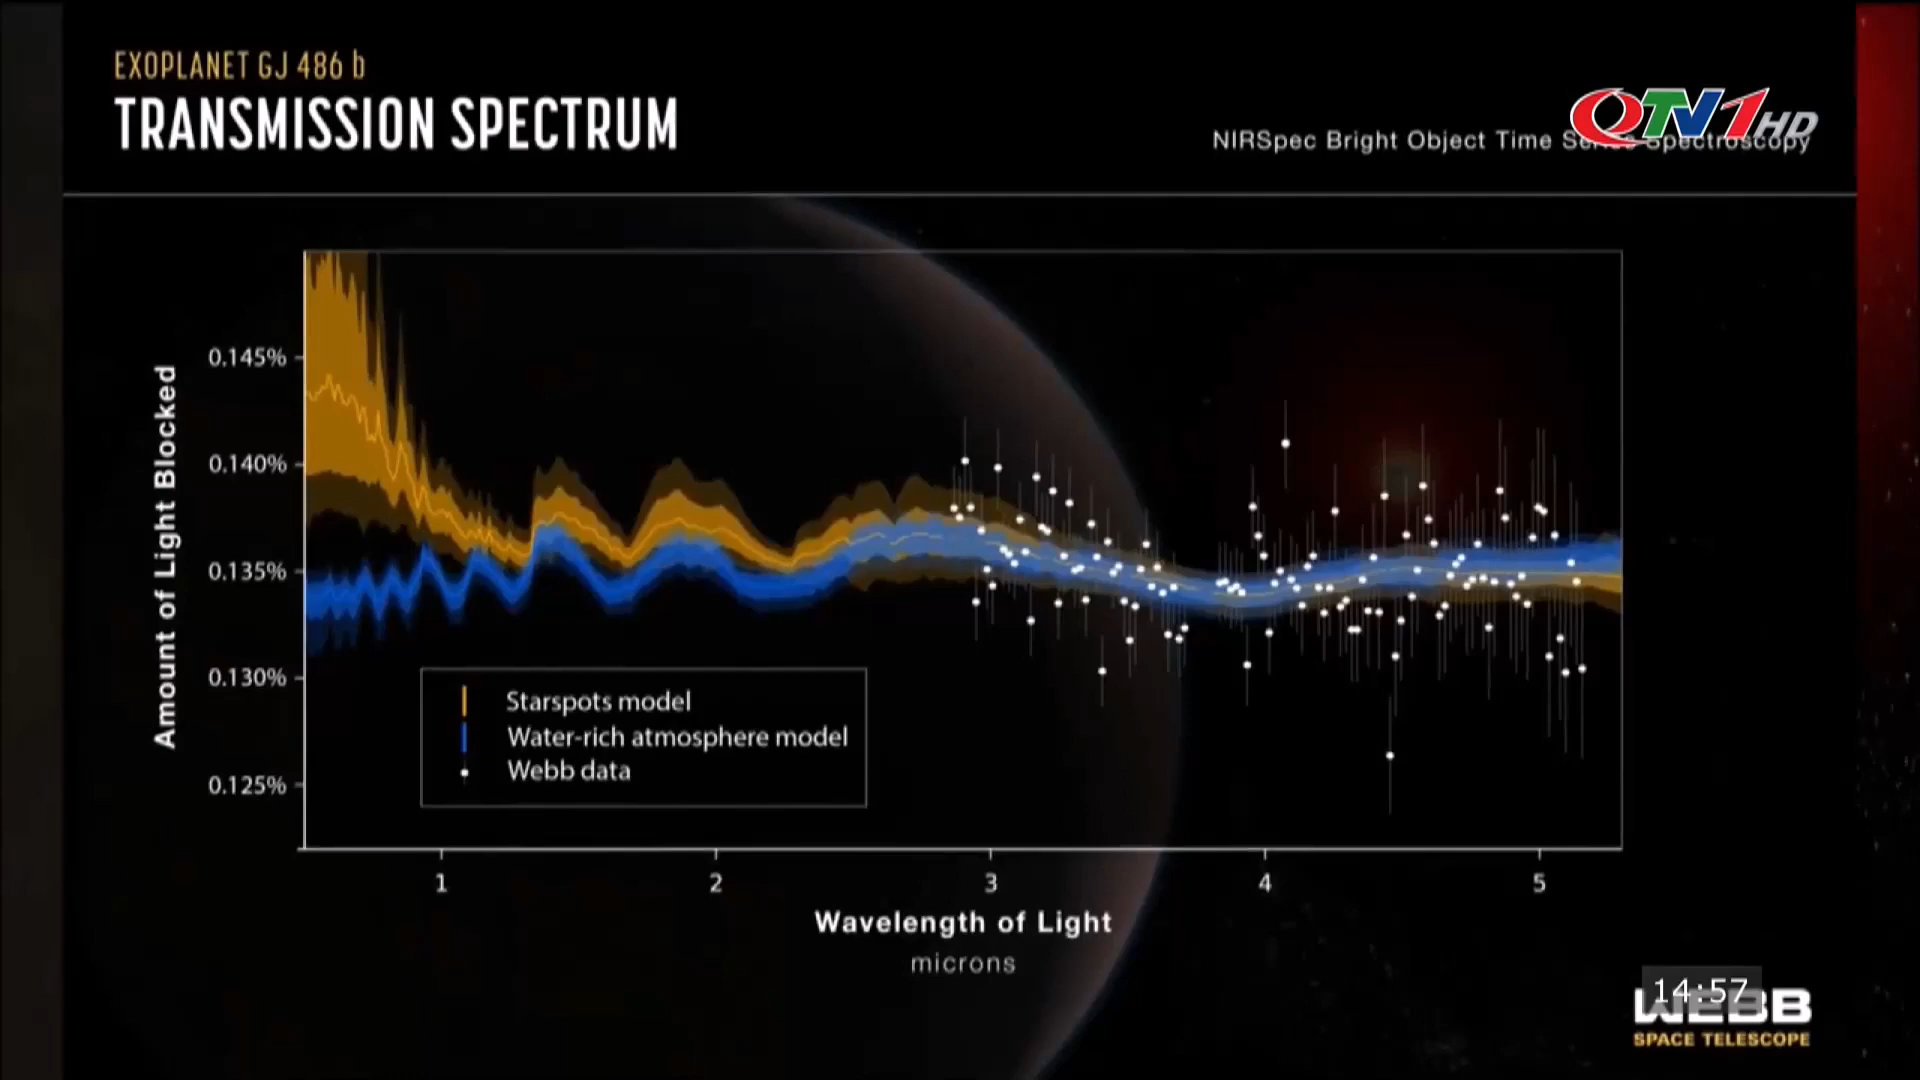 EXOPLANET GJ 486 b
TRANSMISSION SPECTRUM
QTV1HD
NIRSpec Bright Object Time Series Spectroscopy
Amount of Light Blocked
0.145%
0.140%
0.135%
0.130%
0.125%
Starspots model
Water-rich atmosphere model
Webb data
1 2 3 4 5
Wavelength of Light
microns
14:57
WEBB
SPACE TELESCOPE